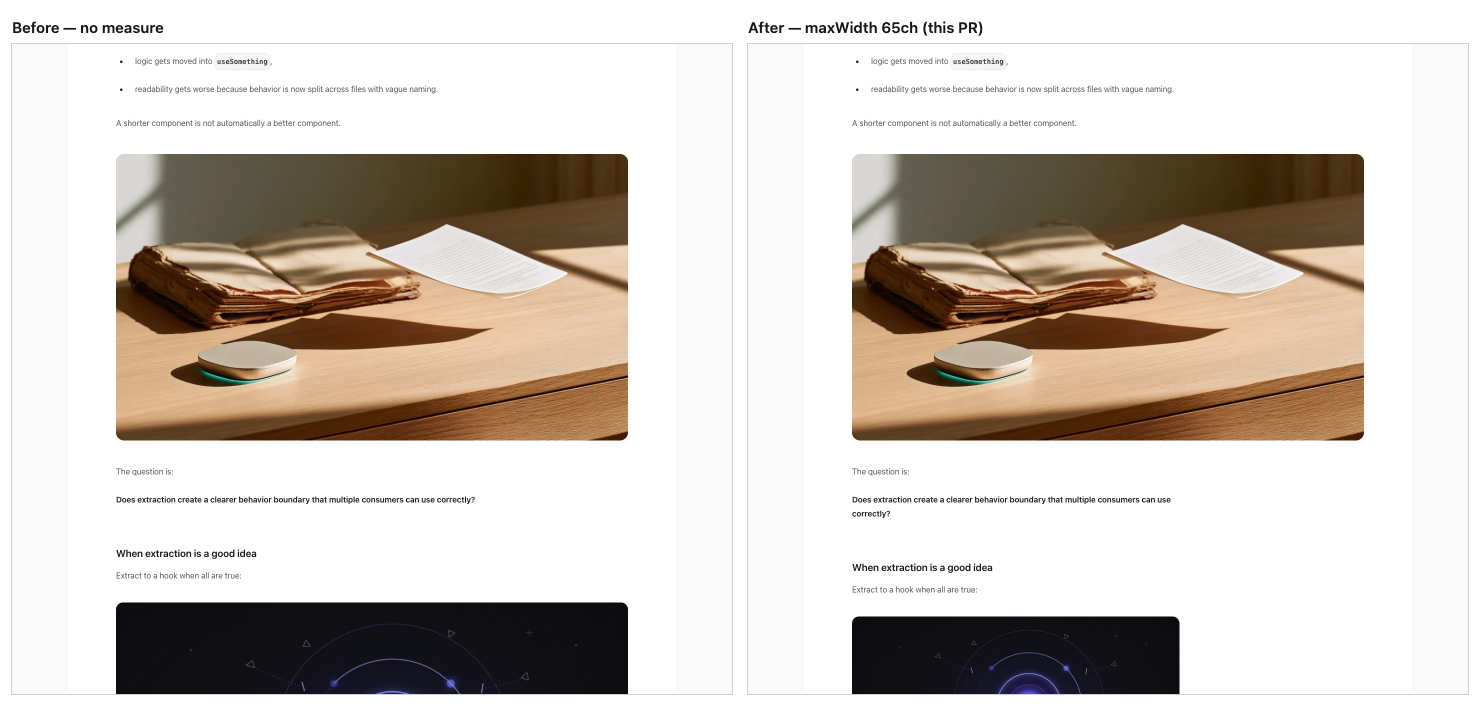 Before — no measure
logic gets moved into useSomething,
readability gets worse because behavior is now split across files with vague naming.
A shorter component is not automatically a better component.
The question is:
Does extraction create a clearer behavior boundary that multiple consumers can use correctly?
When extraction is a good idea
Extract to a hook when all are true:
After — maxWidth 65ch (this PR)
logic gets moved into useSomething,
readability gets worse because behavior is now split across files with vague naming.
A shorter component is not automatically a better component.
The question is:
Does extraction create a clearer behavior boundary that multiple consumers can use
correctly?
When extraction is a good idea
Extract to a hook when all are true: